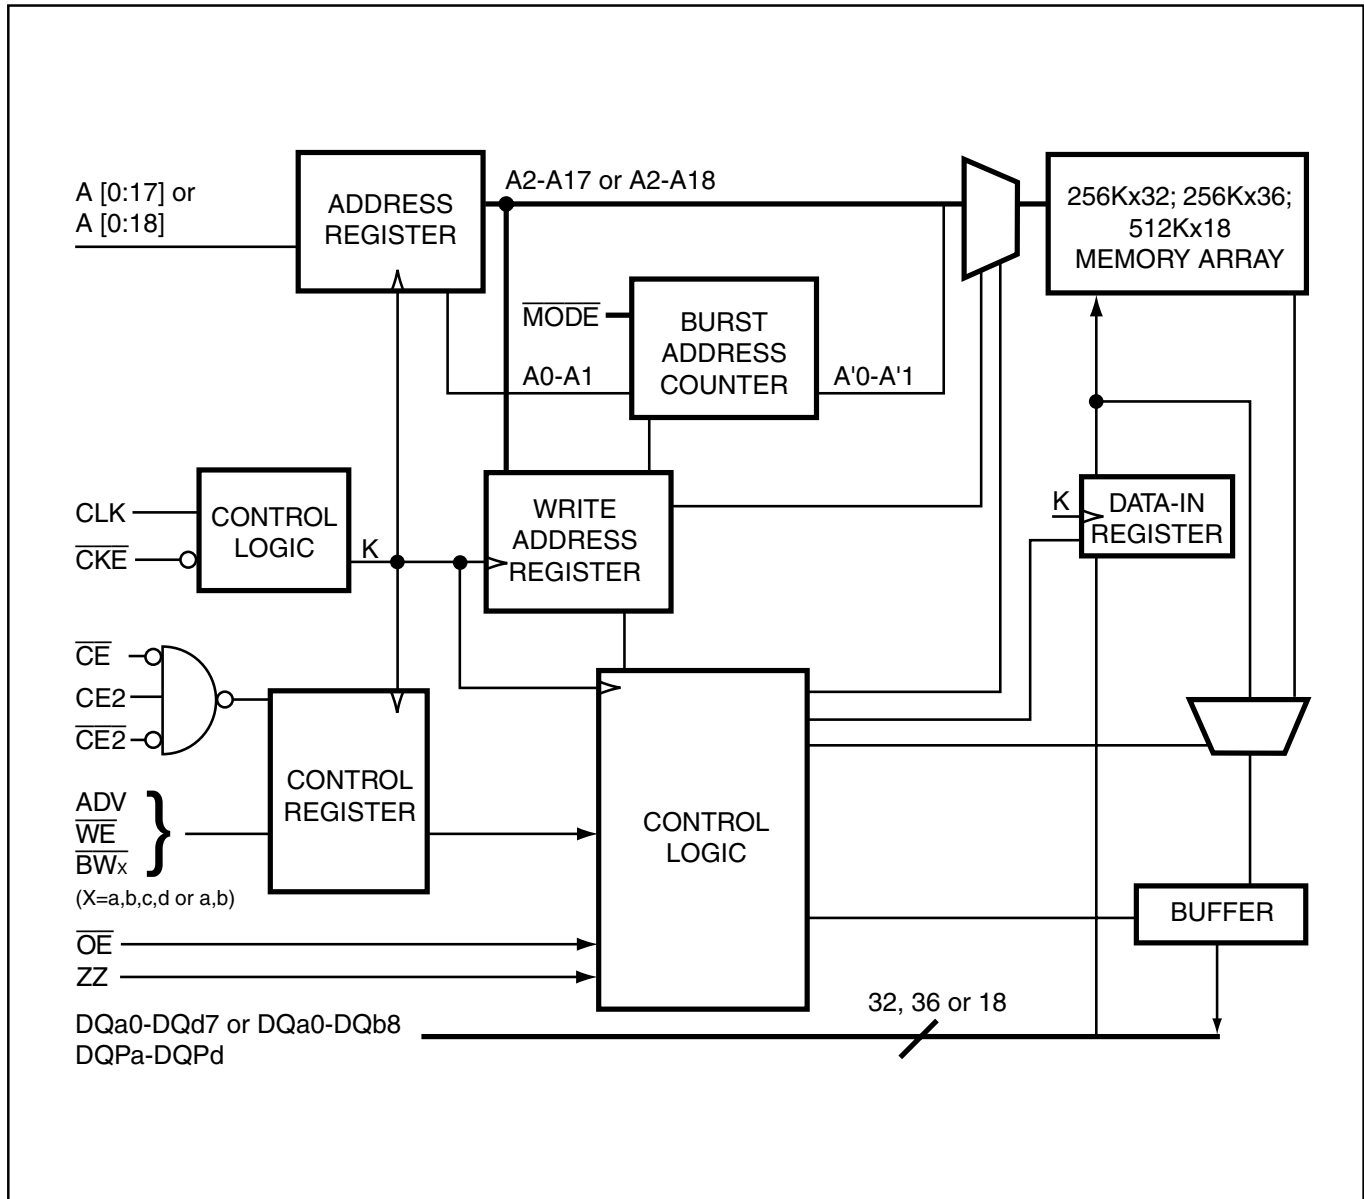 A [0:17] or
A [0:18]
ADDRESS
REGISTER
A2-A17 or A2-A18
256Kx32; 256Kx36;
512Kx18
MEMORY ARRAY
MODE
BURST
ADDRESS
COUNTER
A0-A1
A'0-A'1
CLK
CKE
CONTROL
LOGIC
K
WRITE
ADDRESS
REGISTER
K
DATA-IN
REGISTER
CE
CE2
CE2
CONTROL
REGISTER
ADV
WE
BWx
}
(X=a,b,c,d or a,b)
CONTROL
LOGIC
BUFFER
OE
ZZ
DQa0-DQd7 or DQa0-DQb8
DQPa-DQPd
32, 36 or 18